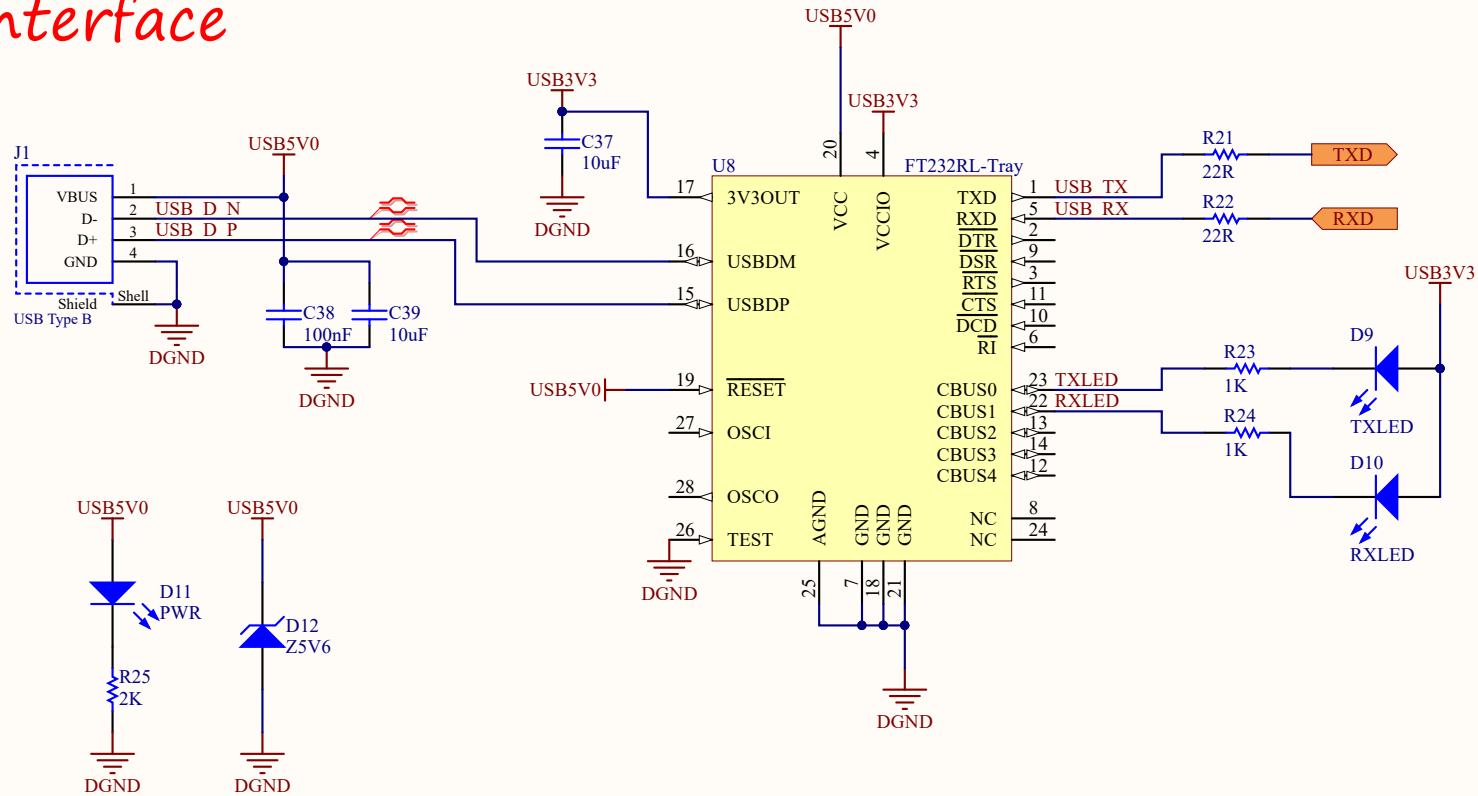 nterface
USB5V0
USB3V3
USB3V3
J1
USB5V0
C37
10uF
20
4
R21
TXD
22R
U8
FT232RL-Tray
VBUS
1
DGND
17
3V3OUT
VCC
VCCIO
TXD
1
USB_TX
D-
2
USB_D_N
RXD
5
USB_RX
R22
RXD
22R
D+
3
USB_D_P
DTR
2
GND
4
16
USBDM
DSR
9
RTS
3
USB3V3
Shield
Shell
USB Type B
15
USBDP
CTS
11
C38
100nF
C39
10uF
DCD
10
RI
6
DGND
DGND
D9
R23
1K
TXLED
USB5V0
19
RESET
CBUS0
23
TXLED
CBUS1
22
RXLED
R24
1K
27
OSCI
CBUS2
13
CBUS3
14
CBUS4
12
D10
RXLED
28
OSCO
26
TEST
AGND
GND
GND
GND
NC
8
NC
24
DGND
25
7
18
21
DGND
USB5V0
USB5V0
D11
PWR
D12
Z5V6
R25
2K
DGND
DGND